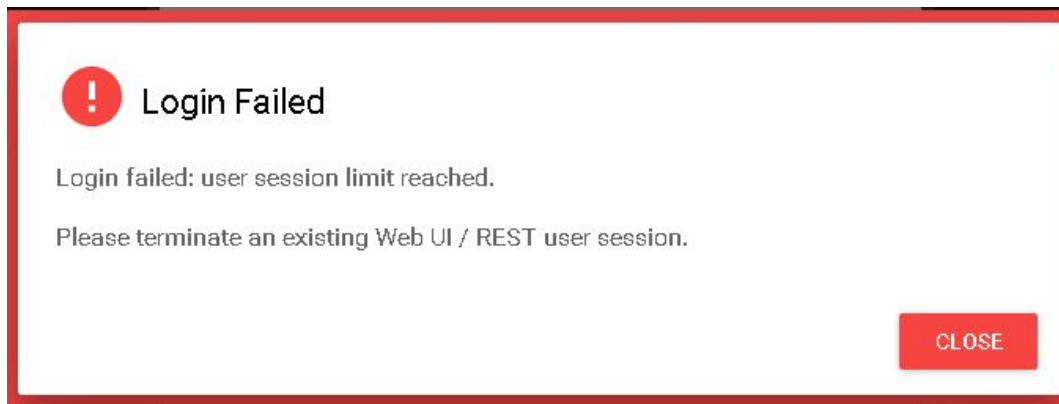 Login Failed
Login failed: user session limit reached.
Please terminate an existing Web UI / REST user session.
CLOSE